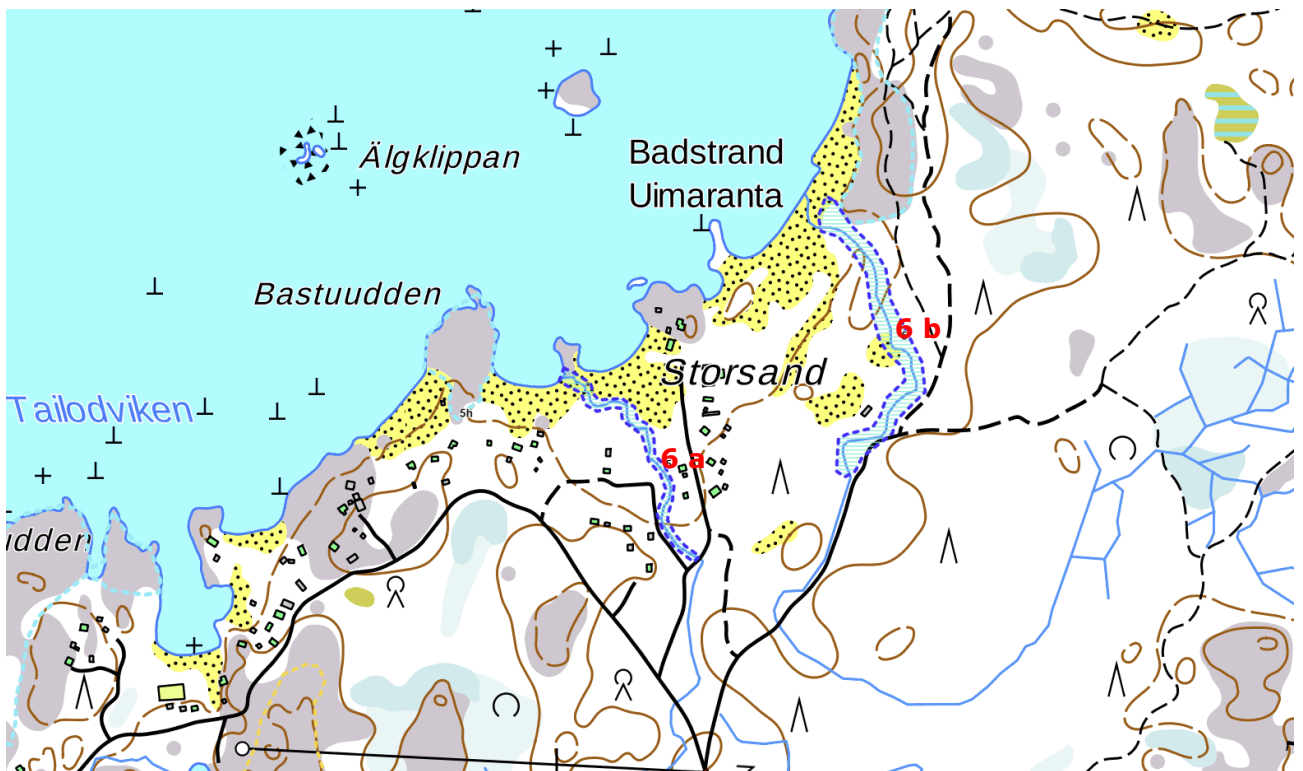 Badstrand
Uimaranta
Älgklippan
Bastuudden
6 b
Storsand
Tailodviken
5h
6 a
udden